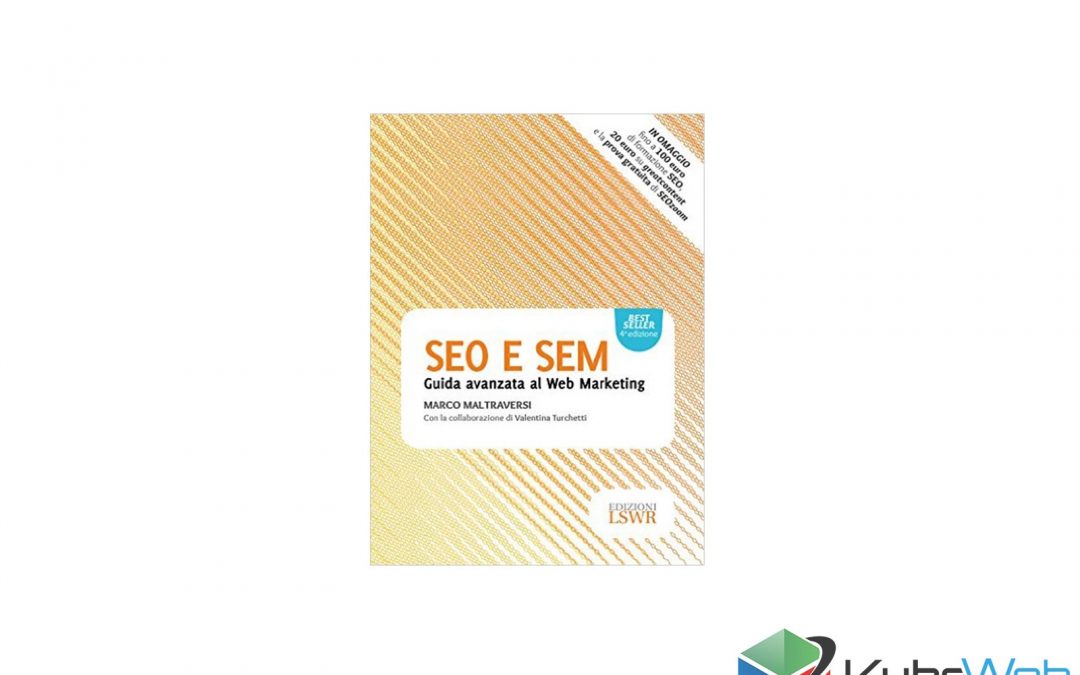 IN OMAGGIO
fino a 100 euro
di formazione SEO,
20 euro su greatcontent
e la prova gratuita di SEOzoom
BEST
SELLER
4ª edizione
SEO E SEM
Guida avanzata al Web Marketing
MARCO MALTRAVERSI
Con la collaborazione di Valentina Turchetti
EDIZIONI
LSWR
KubsWeb